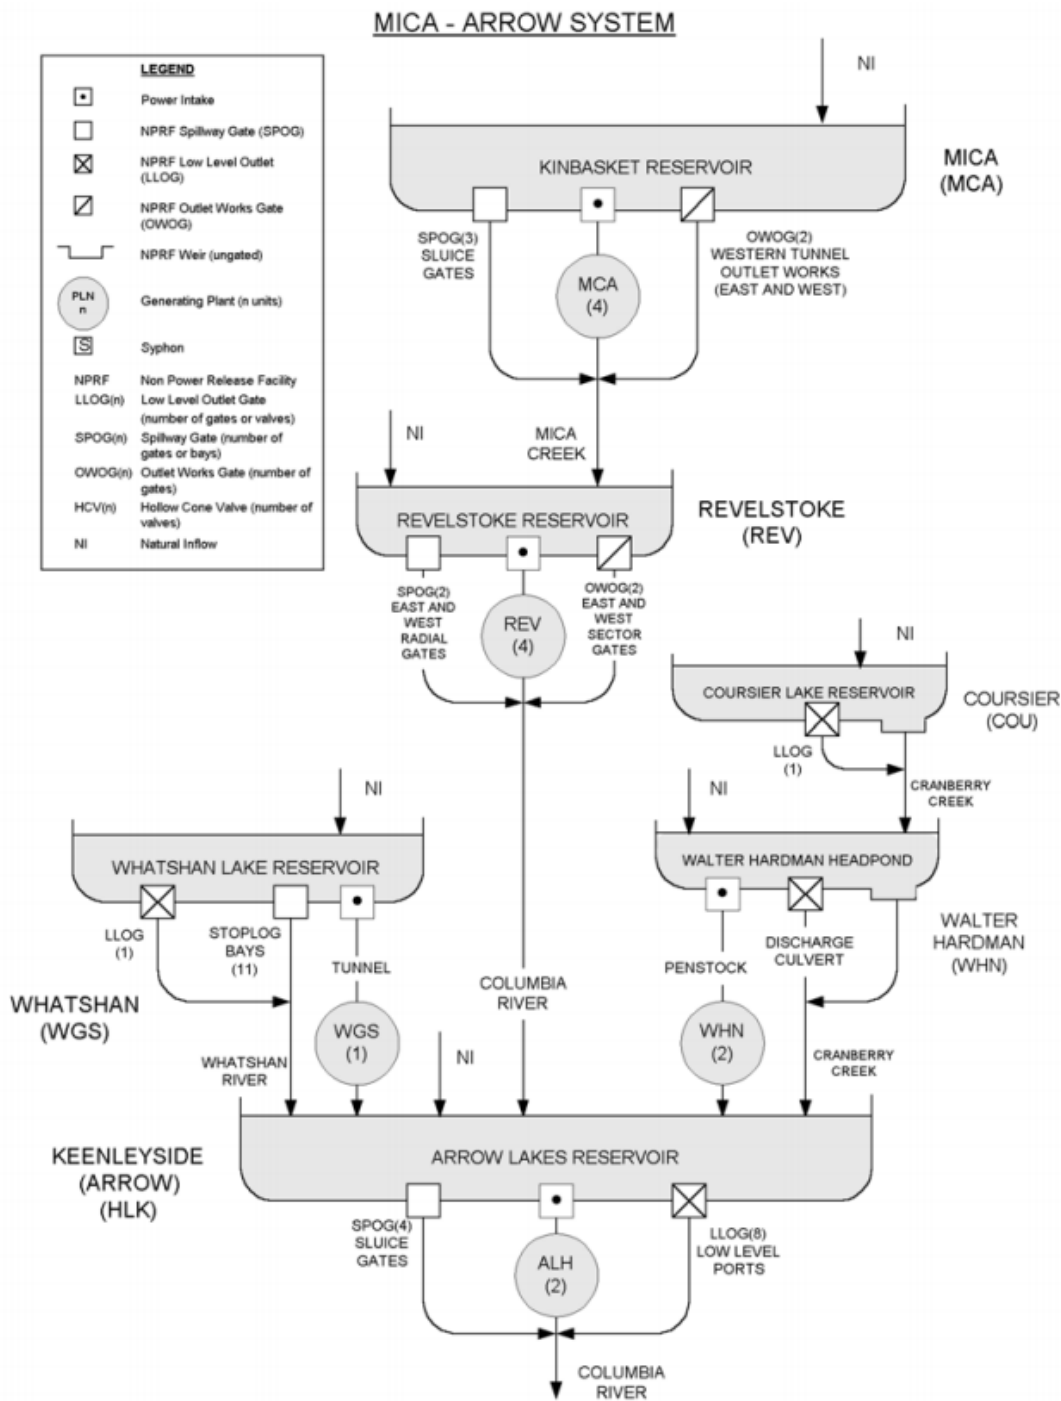 MICA - ARROW SYSTEM
LEGEND
Power Intake
NPRF Spillway Gate (SPOG)
NPRF Low Level Outlet
(LLOG)
NPRF Outlet Works Gate
(OWOG)
NPRF Weir (ungated)
PLN
n
Generating Plant (n units)
S
Syphon
NPRF Non Power Release Facility
LLOG(n) Low Level Outlet Gate
(number of gates or valves)
SPOG(n) Spillway Gate (number of
gates or bays)
OWOG(n) Outlet Works Gate (number of
gates)
HCV(n) Hollow Cone Valve (number of
valves)
NI Natural Inflow
NI
KINBASKET RESERVOIR
MICA
(MCA)
SPOG(3)
SLUICE
GATES
MCA
(4)
OWOG(2)
WESTERN TUNNEL
OUTLET WORKS
(EAST AND WEST)
NI
MICA
CREEK
REVELSTOKE RESERVOIR
REVELSTOKE
(REV)
SPOG(2)
EAST AND
WEST
RADIAL
GATES
REV
(4)
OWOG(2)
EAST AND
WEST
SECTOR
GATES
NI
COURSIER LAKE RESERVOIR
COURSIER
(COU)
LLOG
(1)
CRANBERRY
CREEK
NI
WHATSHAN LAKE RESERVOIR
LLOG
(1)
STOPLOG
BAYS
(11)
TUNNEL
WHATSHAN
(WGS)
WGS
(1)
WHATSHAN
RIVER
NI
COLUMBIA
RIVER
NI
WALTER HARDMAN HEADPOND
PENSTOCK
DISCHARGE
CULVERT
WALTER
HARDMAN
(WHN)
WHN
(2)
CRANBERRY
CREEK
KEENLEYSIDE
(ARROW)
(HLK)
ARROW LAKES RESERVOIR
SPOG(4)
SLUICE
GATES
ALH
(2)
LLOG(8)
LOW LEVEL
PORTS
COLUMBIA
RIVER